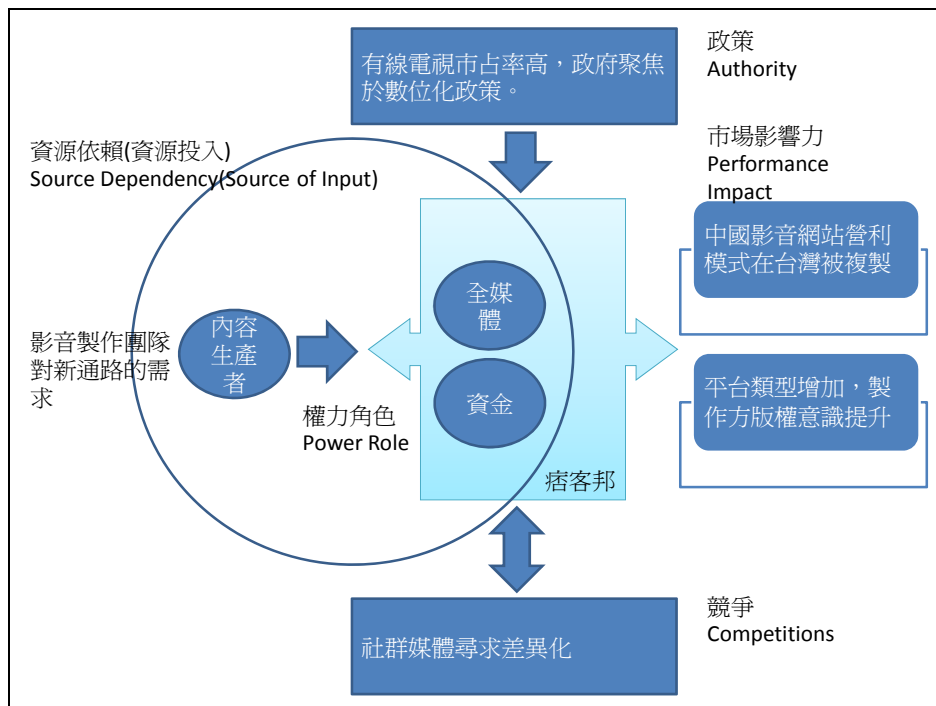 有線電視市占率高，政府聚焦
於數位化政策。
政策
Authority
資源依賴(資源投入)
Source Dependency(Source of Input)
市場影響力
Performance
Impact
中國影音網站營利
模式在台灣被複製
全媒
體
內容
生產
者
影音製作團隊
對新通路的需
求
資金
平台類型增加，製
作方版權意識提升
權力角色
Power Role
痞客邦
社群媒體尋求差異化
競爭
Competitions